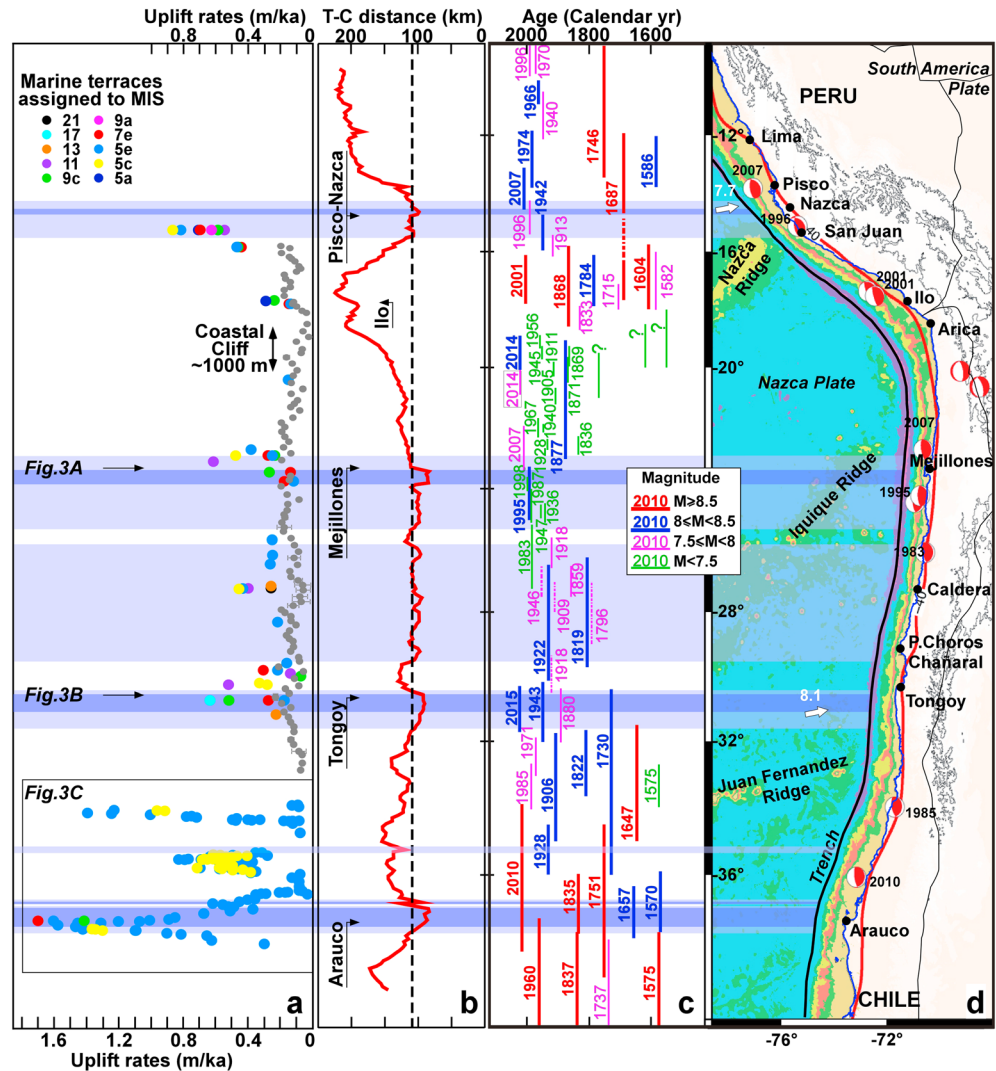 Uplift rates (m/ka)
0.8 0.4 0
Marine terraces
assigned to MIS
21 9a
17 7e
13 5e
11 5c
9c 5a
Coastal
Cliff
~1000 m
Fig.3A
Fig.3B
Fig.3C
a
1.6 1.2 0.8 0.4 0
Uplift rates (m/ka)
T-C distance (km)
200 100 0
Pisco-Nazca
Ilo
Mejillones
Tongoy
Arauco
b
Age (Calendar yr)
2000 1800 1600
1996
1970
1966
1940
1974
1746
1586
2007
1942
1687
1996
1913
2001
1868
1784
1715
1604
1582
1833
1956
2014
1945
1911
?
?
?
2014
1905
1869
1871
1967
1940
2007
1928
1877
1836
1998
1987
1995
1936
1947
1983
1918
1946
1909
1859
1796
1922
1918
1819
2015
1943
1880
1730
1971
1985
1906
1822
1575
1647
1928
2010
1835
1751
1657
1570
1960
1837
1737
1575
c
Magnitude
2010 M≥8.5
2010 8<M<8.5
2010 7.5<M<8
2010 M<7.5
South America
Plate
PERU
-12°
Lima
2007
Pisco
7.7
Nazca
1996
40
San Juan
-16°
Nazca
Ridge
2001
2001
Ilo
Arica
-20°
Nazca Plate
2007
Mejillones
Iquique Ridge
1995
1983
Caldera
-28°
P.Choros
Chañaral
8.1
Tongoy
-32°
Juan Fernandez
Ridge
1985
Trench
-36°
2010
Arauco
CHILE
d
-76° -72°